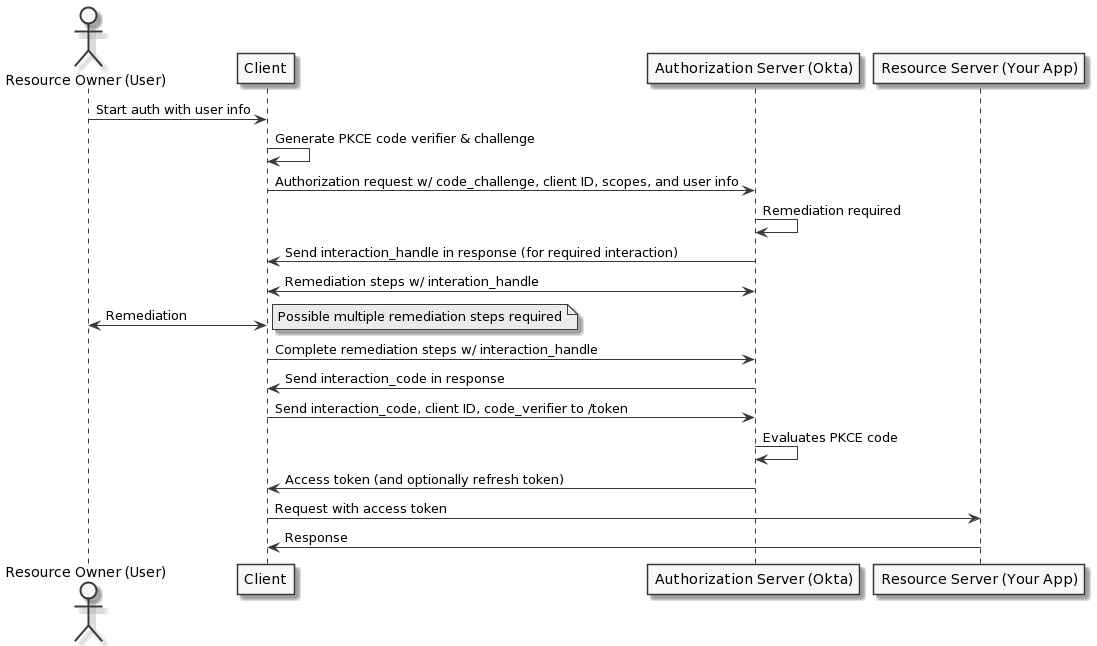 Resource Owner (User)
Client
Authorization Server (Okta)
Resource Server (Your App)
Start auth with user info
Generate PKCE code verifier & challenge
Authorization request w/ code_challenge, client ID, scopes, and user info
Remediation required
Send interaction_handle in response (for required interaction)
Remediation steps w/ interation_handle
Remediation
Possible multiple remediation steps required
Complete remediation steps w/ interaction_handle
Send interaction_code in response
Send interaction_code, client ID, code_verifier to /token
Evaluates PKCE code
Access token (and optionally refresh token)
Request with access token
Response
Resource Owner (User)
Client
Authorization Server (Okta)
Resource Server (Your App)